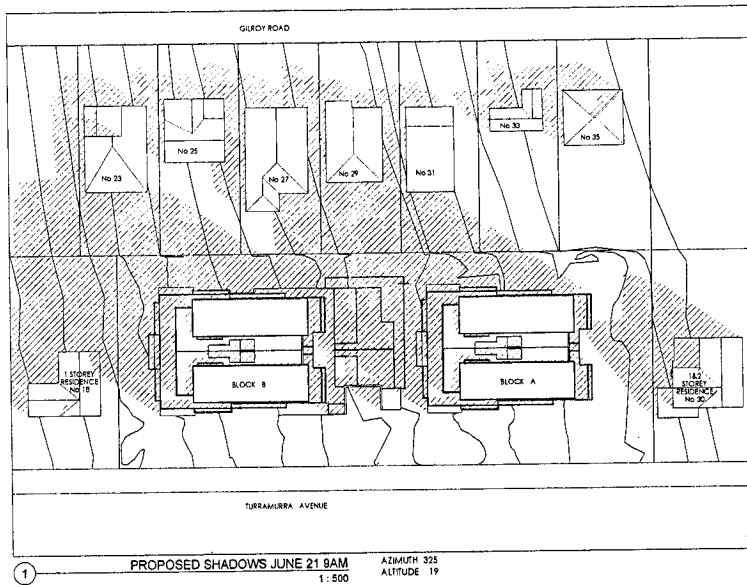 GILROY ROAD
No 23
No 25
No 27
No 29
No 31
No 33
No 35
1 STOREY
RESIDENCE
No 18
BLOCK B
BLOCK A
1&2
STOREY
RESIDENCE
No 30
TURRAMURRA AVENUE
1
PROPOSED SHADOWS JUNE 21 9AM
1 : 500
AZIMUTH 325
ALTITUDE 19